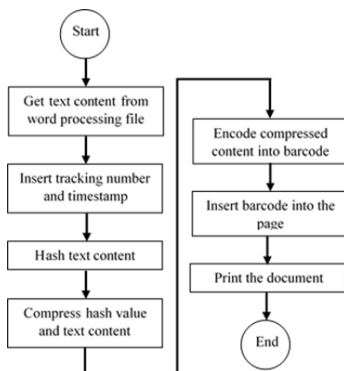 Start
Get text content from
word processing file
Insert tracking number
and timestamp
Hash text content
Compress hash value
and text content
Encode compressed
content into barcode
Insert barcode into the
page
Print the document
End